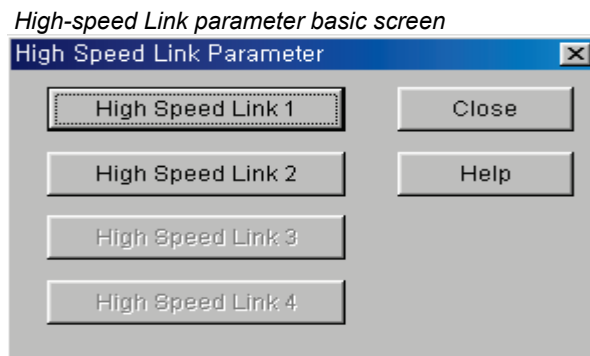 High-speed Link parameter basic screen
High Speed Link Parameter
High Speed Link 1
Close
High Speed Link 2
Help
High Speed Link 3
High Speed Link 4